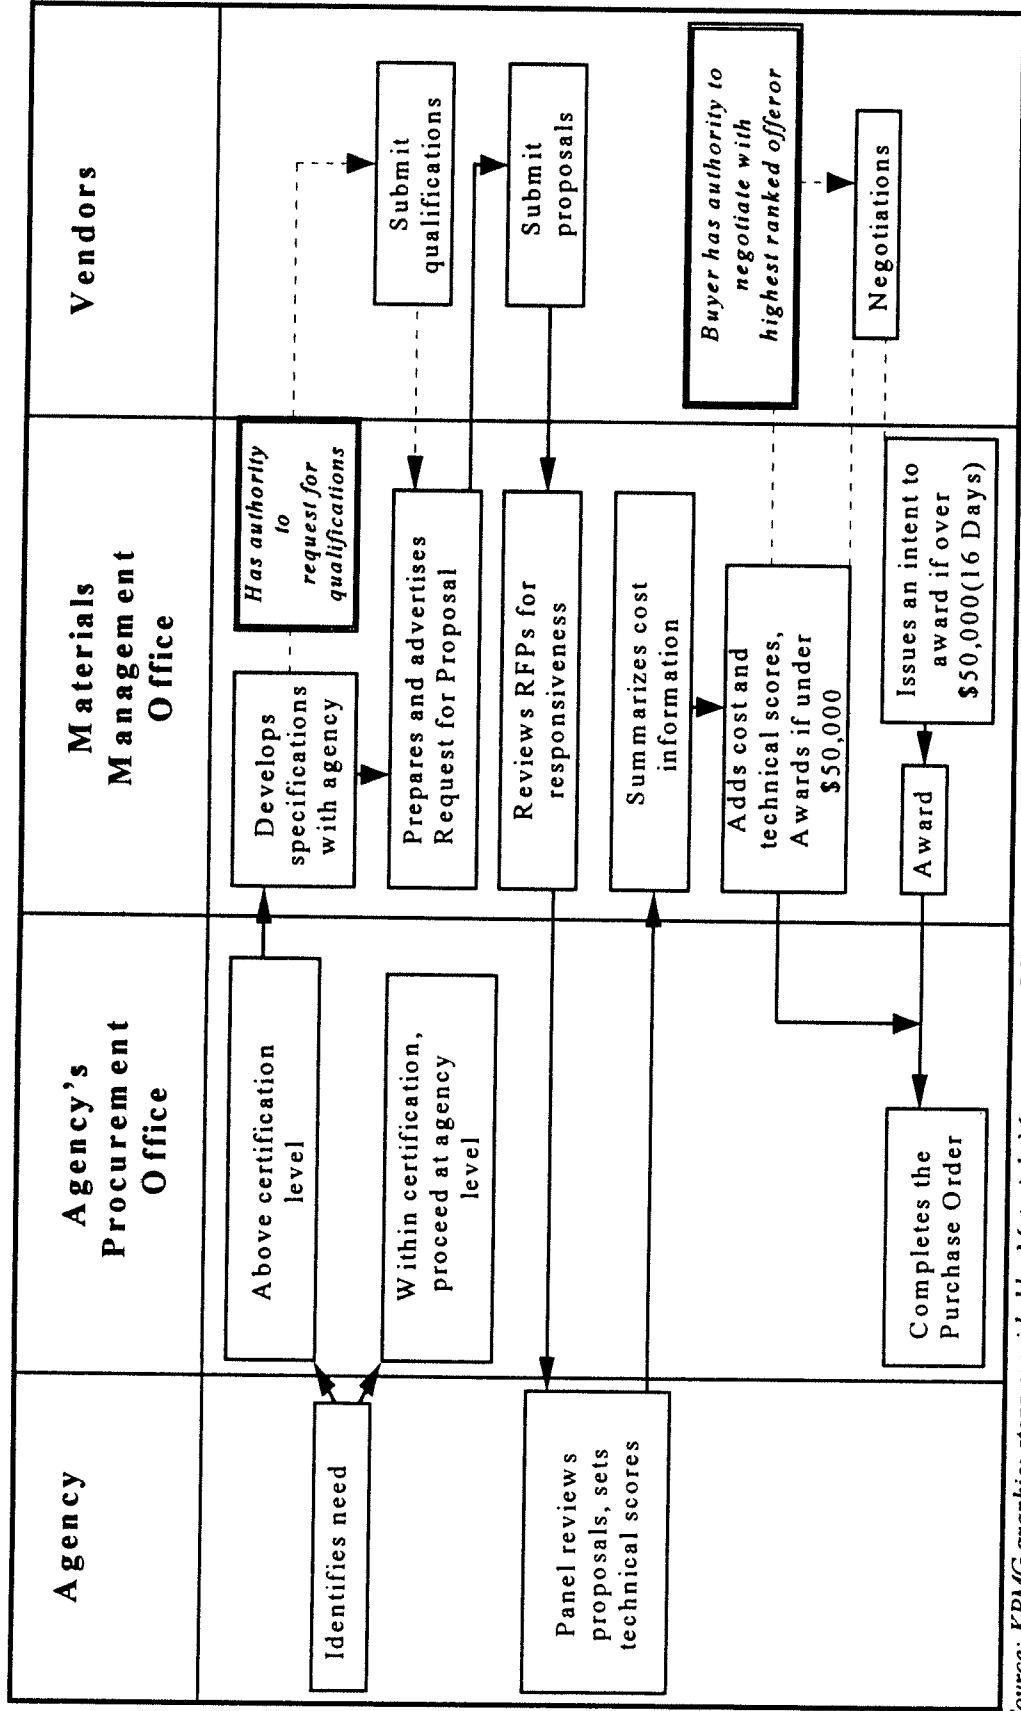 Agency
Agency's
Procurement
Office
Materials
Management
Office
Vendors
Identifies need
Above certification
level
Within certification,
proceed at agency
level
Develops
specifications
with agency
Has authority
to
request for
qualifications
Submit
qualifications
Prepares and advertises
Request for Proposal
Submit
proposals
Reviews RFPs for
responsiveness
Panel reviews
proposals, sets
technical scores
Summarizes cost
information
Adds cost and
technical scores,
Awards if under
$50,000
Buyer has authority to
negotiate with
highest ranked offeror
Negotiations
Issues an intent to
award if over
$50,000(16 Days)
Award
Completes the
Purchase Order
Source: KPMG graphics; steps